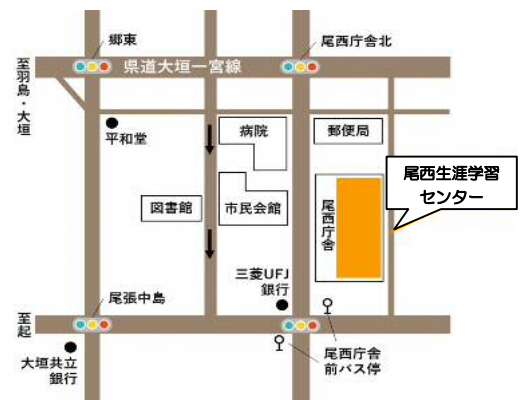 郷東
尾西庁舎北
県道大垣一宮線
至羽島・大垣
平和堂
病院
郵便局
尾西生涯学習
センター
図書館
市民会館
尾西庁舎
三菱UFJ
銀行
尾張中島
至起
大垣共立
銀行
尾西庁舎
前バス停